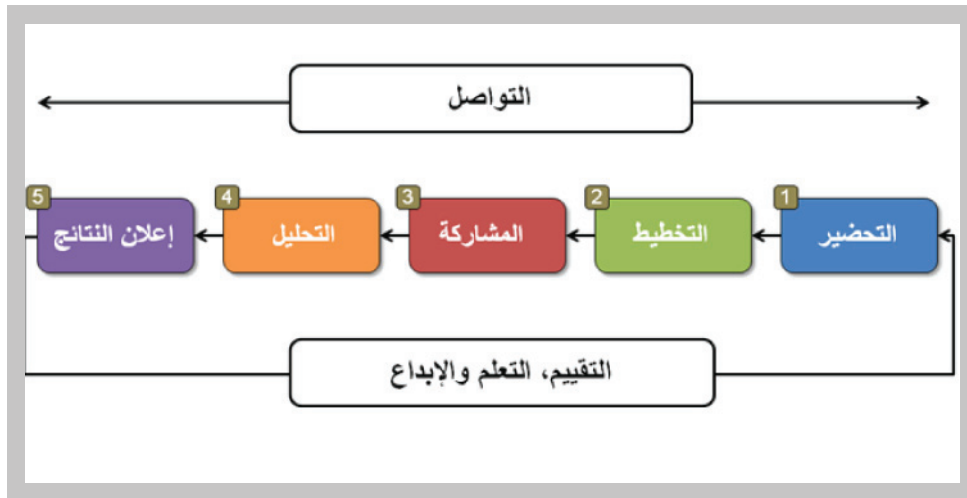 التواصل
1
التحضير
2
التخطيط
3
المشاركة
4
التحليل
5
إعلان النتائج
التقييم، التعلم والإبداع